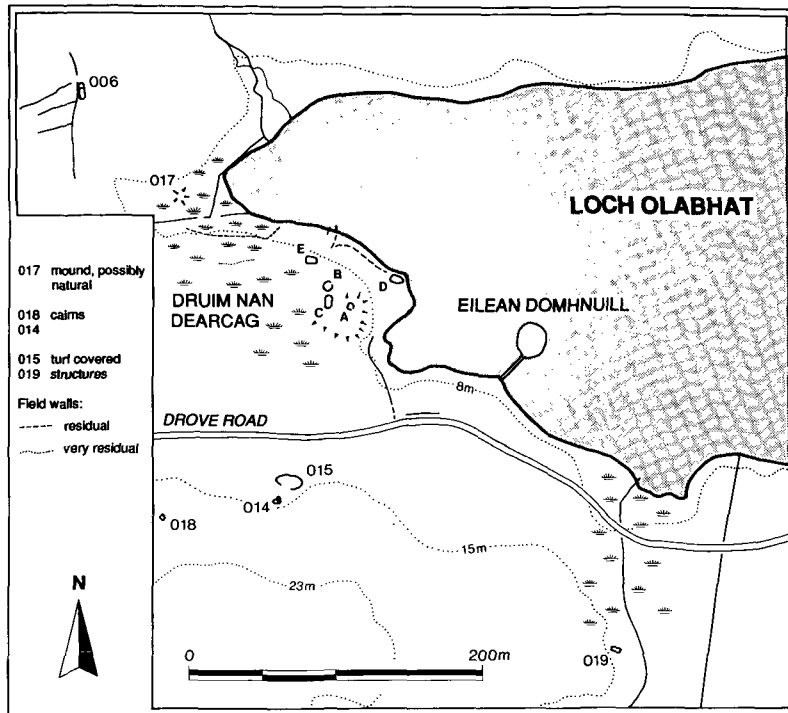 006
017
LOCH OLABHAT
E
B
D
017 mound, possibly
natural
DRUIM NAN
DEARCAG
C
A
EILEAN DOMHNUILL
018 cairns
014
015 turf covered
019 structures
8m
Field walls:
residual
very residual
DROVE ROAD
015
014
018
15m
23m
N
0
200m
019